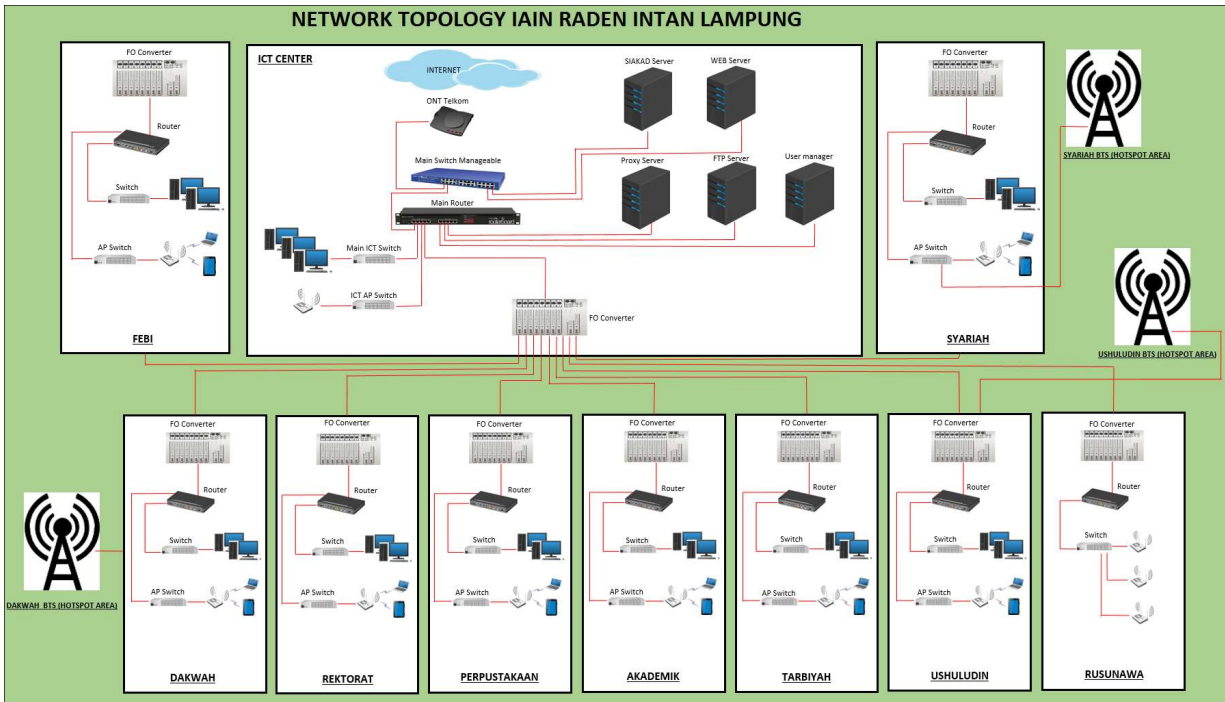 NETWORK TOPOLOGY IAIN RADEN INTAN LAMPUNG
FO Converter
Router
Switch
AP Switch
FEBI
ICT CENTER
INTERNET
ONT Telkom
Main Switch Manageable
Main Router
Main ICT Switch
ICT AP Switch
SIAKAD Server
WEB Server
Proxy Server
FTP Server
User manager
FO Converter
FO Converter
Router
Switch
AP Switch
SYARIAH
SYARIAH BTS (HOTSPOT AREA)
USHULUDIN BTS (HOTSPOT AREA)
DAKWAH BTS (HOTSPOT AREA)
FO Converter
Router
Switch
AP Switch
DAKWAH
FO Converter
Router
Switch
AP Switch
REKTORAT
FO Converter
Router
Switch
AP Switch
PERPUSTAKAAN
FO Converter
Router
Switch
AP Switch
AKADEMIK
FO Converter
Router
Switch
AP Switch
TARBIYAH
FO Converter
Router
Switch
AP Switch
USHULUDIN
FO Converter
Router
Switch
RUSUNAWA